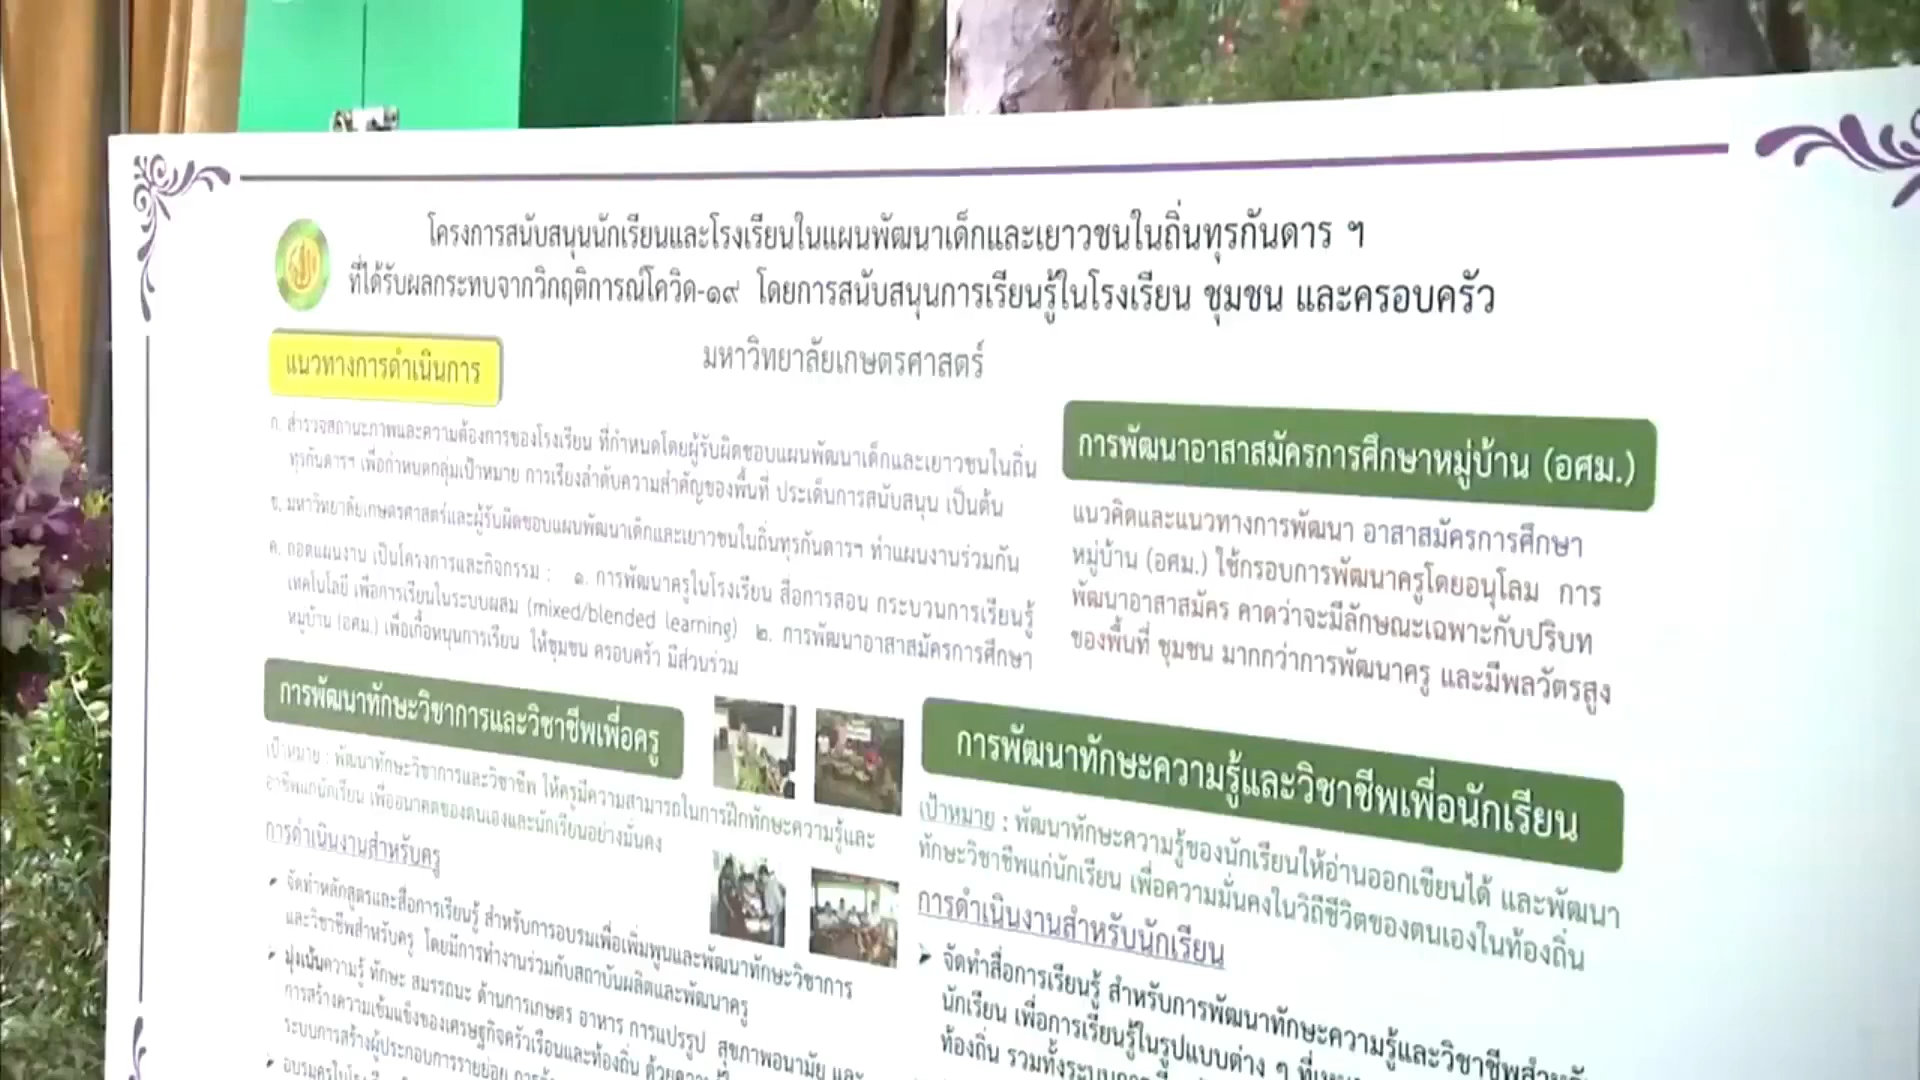 โครงการสนับสนุนนักเรียนและโรงเรียนในแผนพัฒนาเด็กและเยาวชนในถิ่นทุรกันดาร ฯ
ที่ได้รับผลกระทบจากวิกฤติการณ์โควิด-๑๙ โดยการสนับสนุนการเรียนรู้ในโรงเรียน ชุมชน และครอบครัว
มหาวิทยาลัยเกษตรศาสตร์
แนวทางการดำเนินการ
ก. สำรวจสถานะภาพและความต้องการของโรงเรียน ที่กำหนดโดยผู้รับผิดชอบแผนพัฒนาเด็กและเยาวชนในถิ่น
ทุรกันดารฯ เพื่อกำหนดกลุ่มเป้าหมาย การเรียงลำดับความสำคัญของพื้นที่ ประเด็นการสนับสนุน เป็นต้น
ข. มหาวิทยาลัยเกษตรศาสตร์และผู้รับผิดชอบแผนพัฒนาเด็กและเยาวชนในถิ่นทุรกันดารฯ ทำแผนงานร่วมกัน
ค. ถอดแผนงาน เป็นโครงการและกิจกรรม : ๑. การพัฒนาครูในโรงเรียน สื่อการสอน กระบวนการเรียนรู้
เทคโนโลยี เพื่อการเรียนในระบบผสม (mixed/blended learning) ๒. การพัฒนาอาสาสมัครการศึกษา
หมู่บ้าน (อศม.) เพื่อเกื้อหนุนการเรียน ให้ชุมชน ครอบครัว มีส่วนร่วม
การพัฒนาอาสาสมัครการศึกษาหมู่บ้าน (อศม.)
แนวคิดและแนวทางการพัฒนา อาสาสมัครการศึกษา
หมู่บ้าน (อศม.) ใช้กรอบการพัฒนาครูโดยอนุโลม การ
พัฒนาอาสาสมัคร คาดว่าจะมีลักษณะเฉพาะกับปริบท
ของพื้นที่ ชุมชน มากกว่าการพัฒนาครู และมีพลวัตรสูง
การพัฒนาทักษะวิชาการและวิชาชีพเพื่อครู
เป้าหมาย : พัฒนาทักษะวิชาการและวิชาชีพ ให้ครูมีความสามารถในการฝึกทักษะความรู้และ
อาชีพแก่นักเรียน เพื่ออนาคตของตนเองและนักเรียนอย่างมั่นคง
การดำเนินงานสำหรับครู
จัดทำหลักสูตรและสื่อการเรียนรู้ สำหรับการอบรมเพื่อเพิ่มพูนและพัฒนาทักษะวิชาการ
และวิชาชีพสำหรับครู โดยมีการทำงานร่วมกับสถาบันผลิตและพัฒนาครู
มุ่งเน้นความรู้ ทักษะ สมรรถนะ ด้านการเกษตร อาหาร การแปรรูป สุขภาพอนามัย และ
การสร้างความเข้มแข็งของเศรษฐกิจครัวเรือนและท้องถิ่น
ระบบการสร้างผู้ประกอบการรายย่อย
อบรมครูในโรงเรียน
การพัฒนาทักษะความรู้และวิชาชีพเพื่อนักเรียน
เป้าหมาย : พัฒนาทักษะความรู้ของนักเรียนให้อ่านออกเขียนได้ และพัฒนา
ทักษะวิชาชีพแก่นักเรียน เพื่อความมั่นคงในวิถีชีวิตของตนเองในท้องถิ่น
การดำเนินงานสำหรับนักเรียน
จัดทำสื่อการเรียนรู้ สำหรับการพัฒนาทักษะความรู้และวิชาชีพสำหรับ
นักเรียน เพื่อการเรียนรู้ในรูปแบบต่าง ๆ
ท้องถิ่น รวมทั้งระบบ